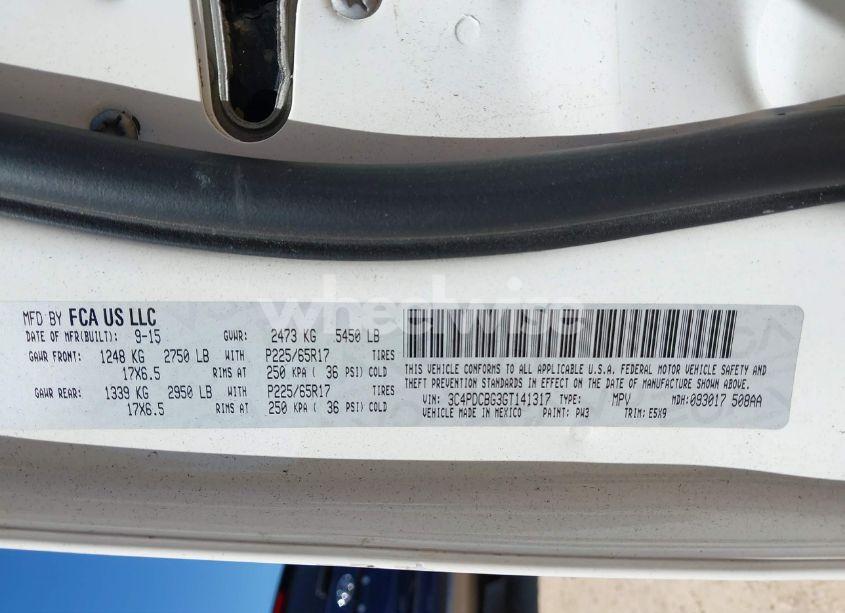 wheelwise
MFD BY FCA US LLC
DATE OF MFR(BUILT): 9-15 GVWR: 2473 KG 5450 LB
GAWR FRONT: 1248 KG 2750 LB WITH P225/65R17 TIRES
17X6.5 RIMS AT 250 KPA ( 36 PSI) COLD
GAWR REAR: 1339 KG 2950 LB WITH P225/65R17 TIRES
17X6.5 RIMS AT 250 KPA ( 36 PSI) COLD
THIS VEHICLE CONFORMS TO ALL APPLICABLE U.S.A. FEDERAL MOTOR VEHICLE SAFETY AND
THEFT PREVENTION STANDARDS IN EFFECT ON THE DATE OF MANUFACTURE SHOWN ABOVE.
VIN: 3C4PDCBG3GT141317 TYPE: MPV MDH:093017 508AA
VEHICLE MADE IN MEXICO PAINT: PW3 TRIM: E5X9